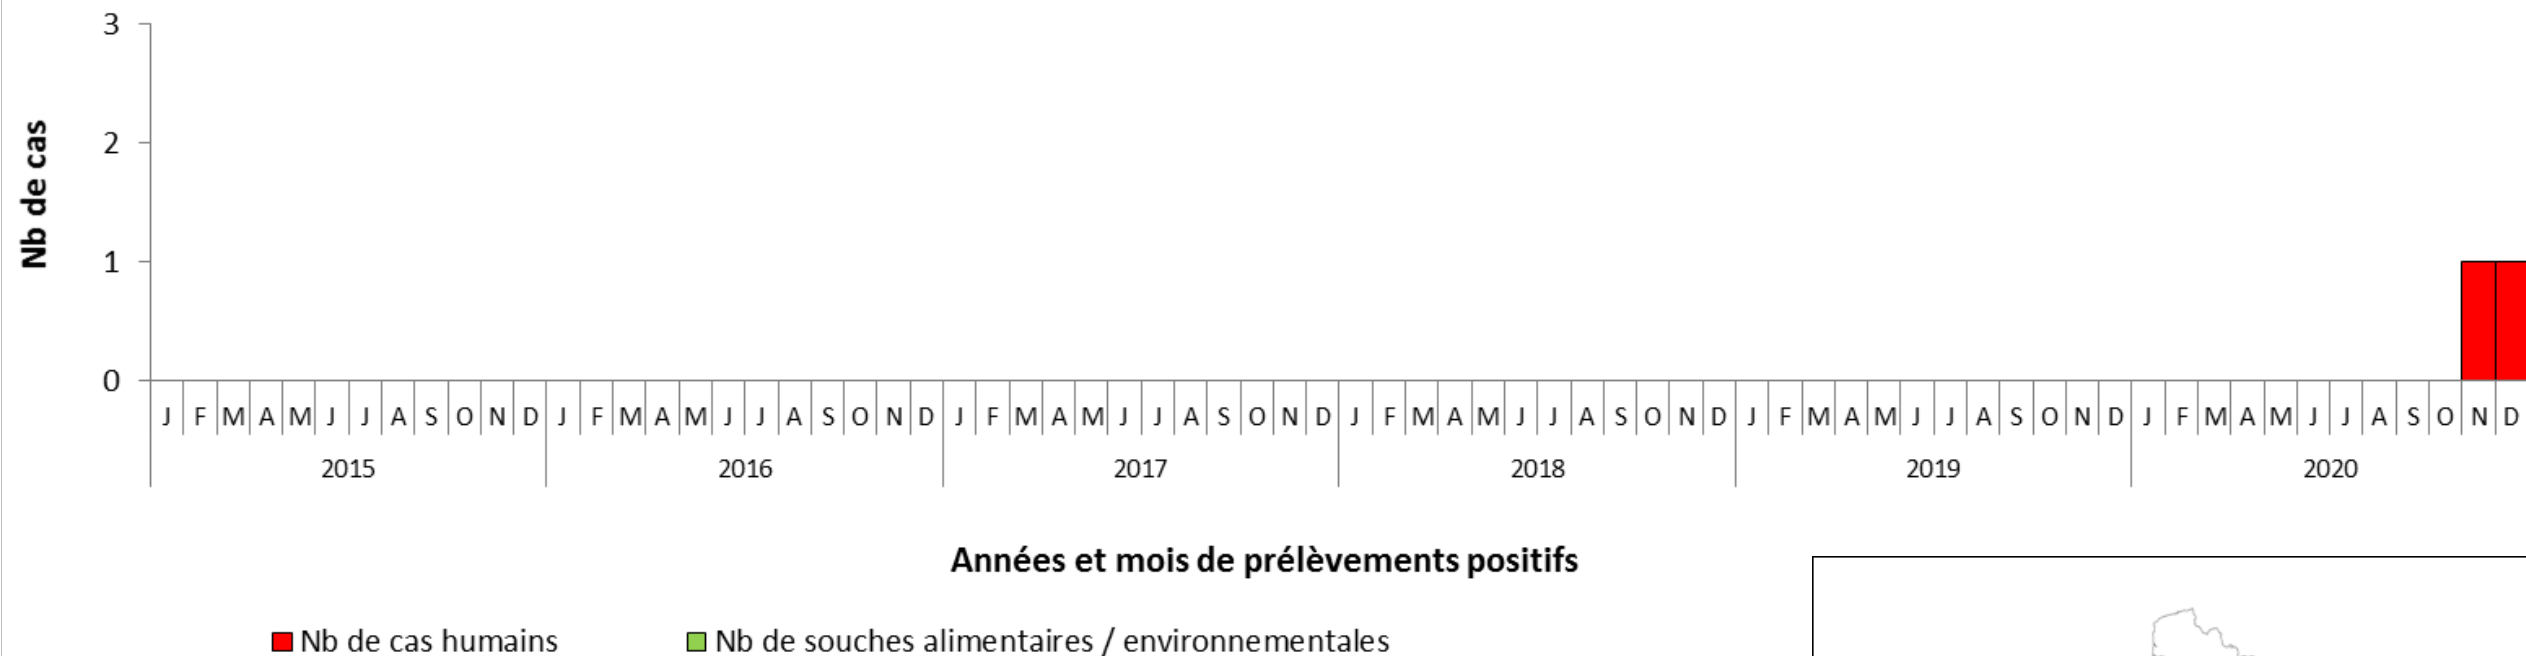 3
Nb de cas
2
1
0
J F M A M J J A S O N D J F M A M J J A S O N D J F M A M J J A S O N D J F M A M J J A S O N D J F M A M J J A S O N D J F M A M J J A S O N D
2015 2016 2017 2018 2019 2020
Années et mois de prélèvements positifs
Nb de cas humains Nb de souches alimentaires / environnementales